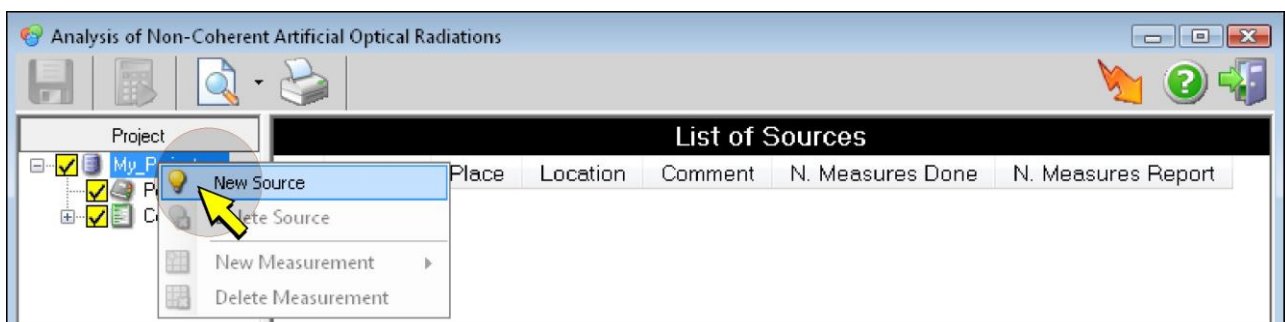 Analysis of Non-Coherent Artificial Optical Radiations
Project
List of Sources
Place Location Comment N. Measures Done N. Measures Report
New Source
Source
New Measurement
Delete Measurement